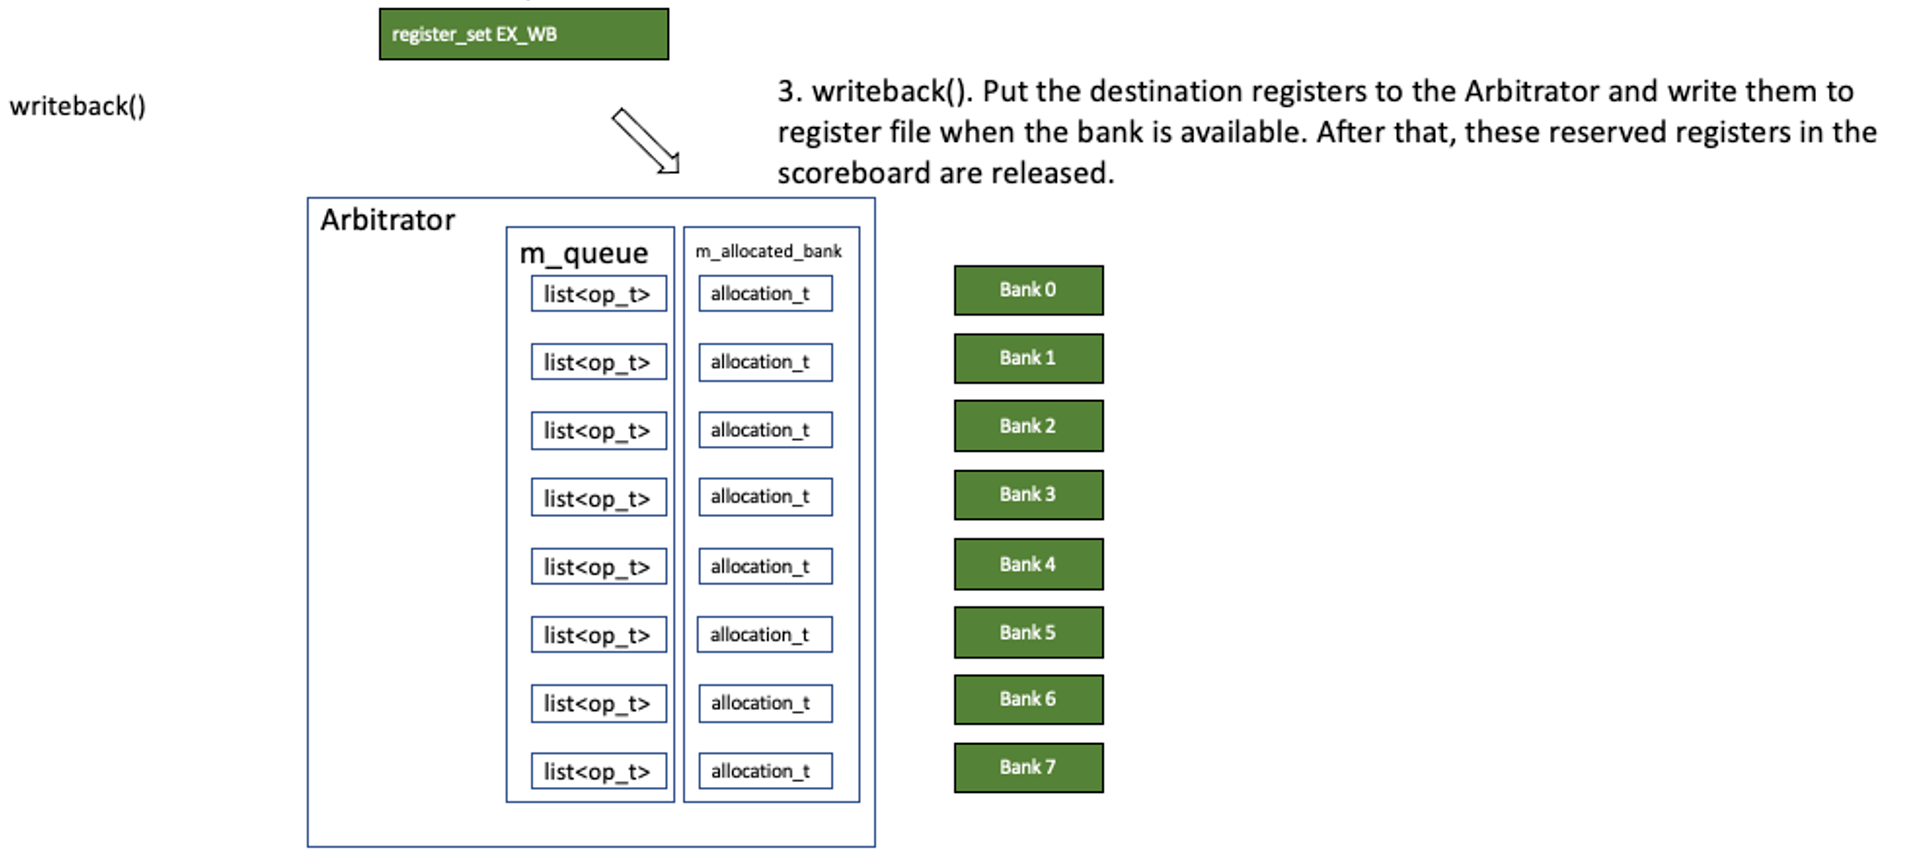 register_set EX_WB
writeback()
3. writeback(). Put the destination registers to the Arbitrator and write them to
register file when the bank is available. After that, these reserved registers in the
scoreboard are released.
Arbitrator
m_queue
m_allocated_bank
list<op_t>
allocation_t
Bank 0
list<op_t>
allocation_t
Bank 1
list<op_t>
allocation_t
Bank 2
list<op_t>
allocation_t
Bank 3
list<op_t>
allocation_t
Bank 4
list<op_t>
allocation_t
Bank 5
list<op_t>
allocation_t
Bank 6
list<op_t>
allocation_t
Bank 7